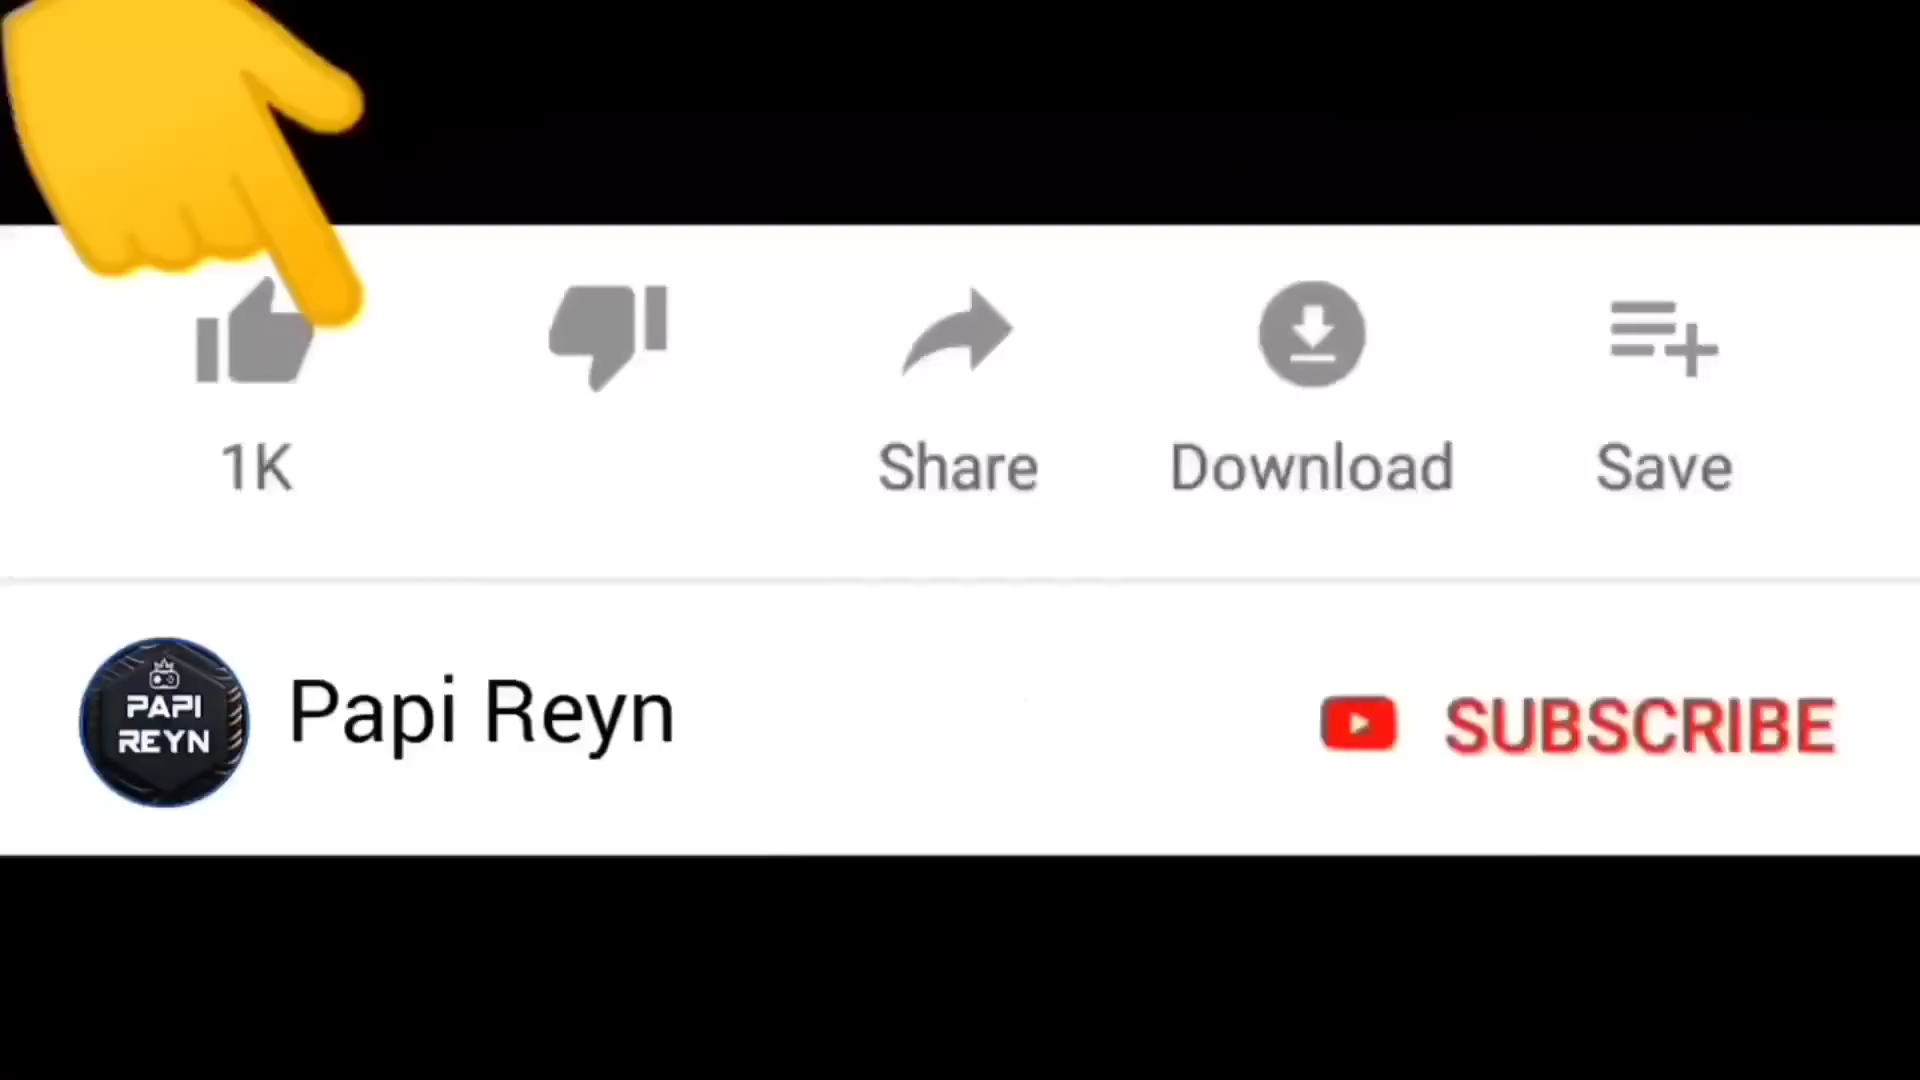 1K
Share
Download
Save
PAPI
REYN
Papi Reyn
SUBSCRIBE